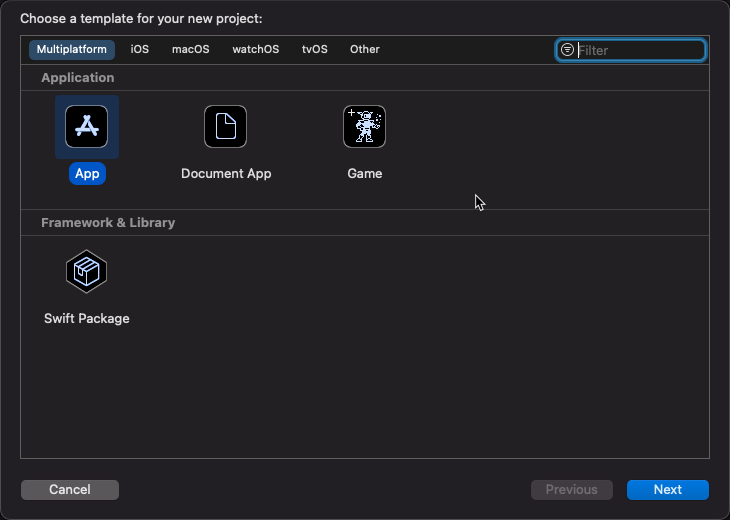 Choose a template for your new project:
Multiplatform iOS macOS watchOS tvOS Other Filter
Application
App Document App Game
Framework & Library
Swift Package
Cancel Previous Next